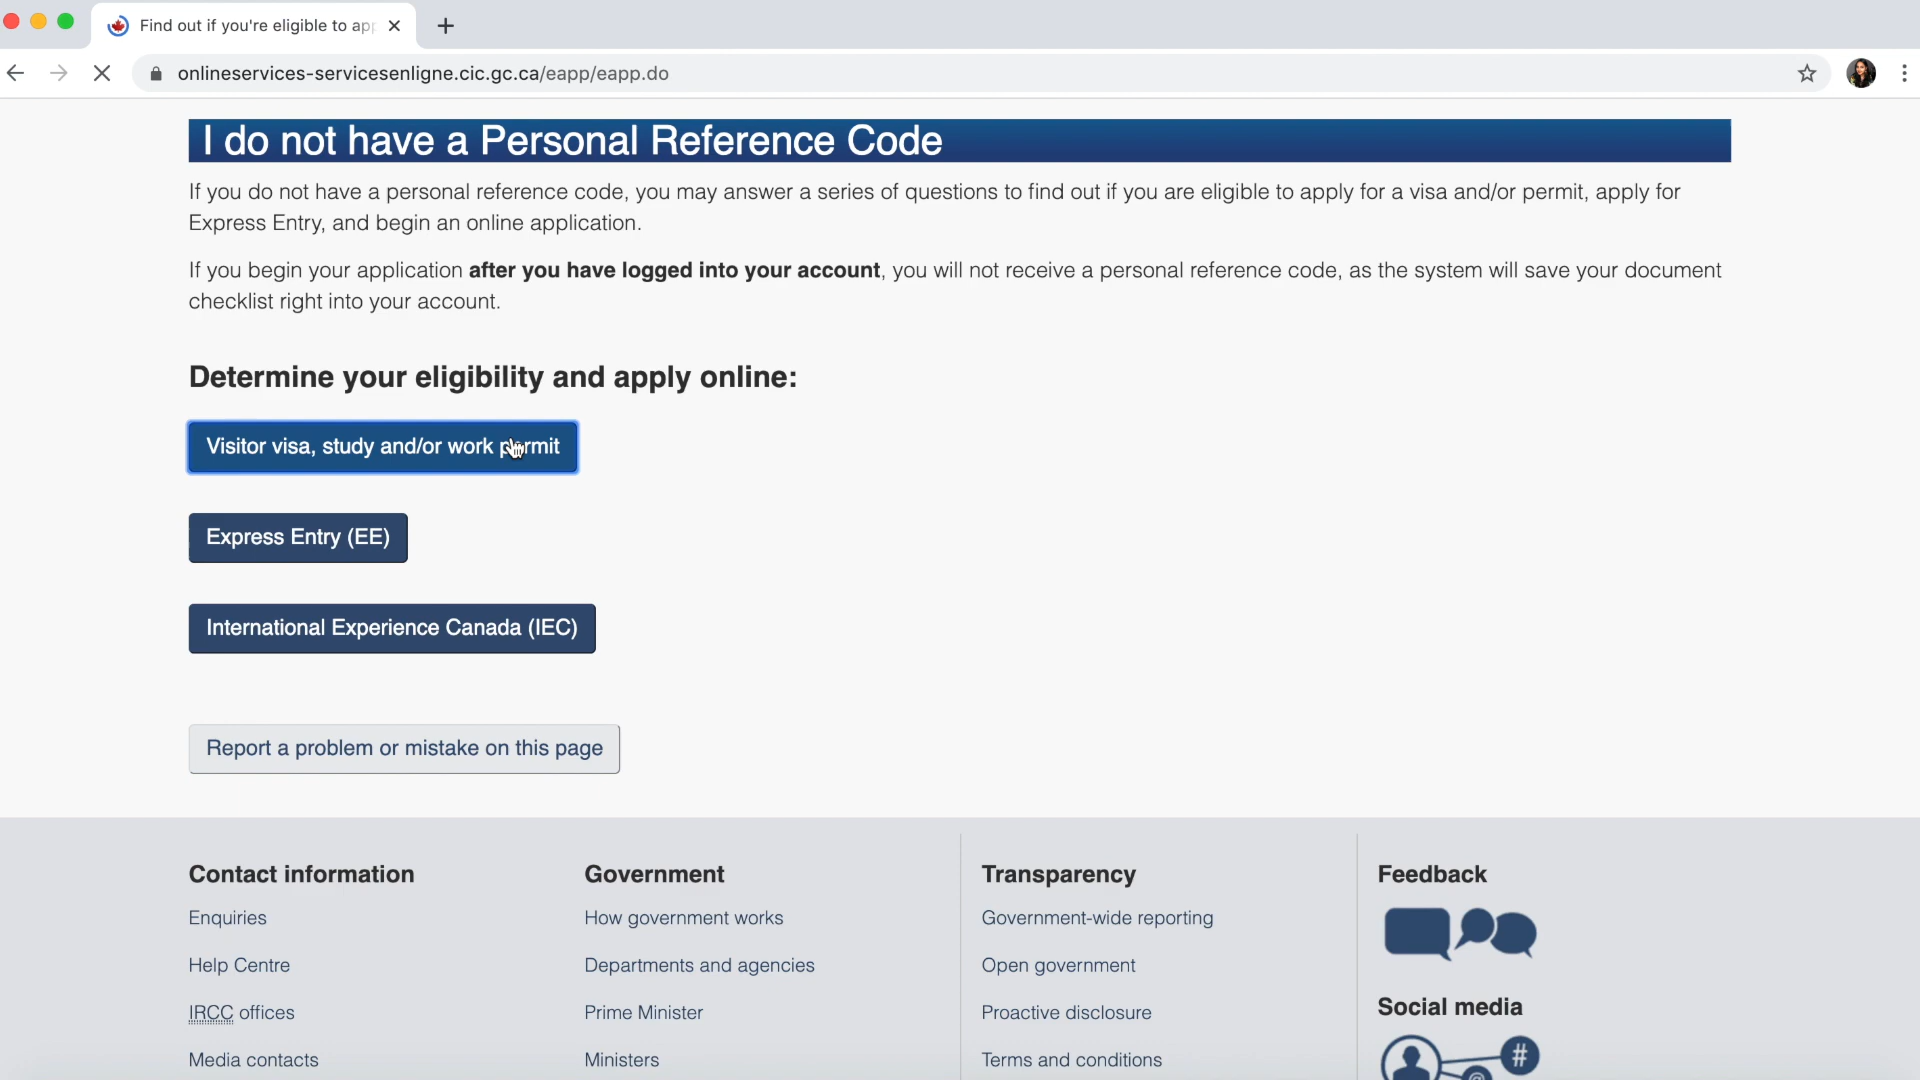 Find out if you're eligible to app
onlineservices-servicesenligne.cic.gc.ca/eapp/eapp.do
I do not have a Personal Reference Code
If you do not have a personal reference code, you may answer a series of questions to find out if you are eligible to apply for a visa and/or permit, apply for
Express Entry, and begin an online application.
If you begin your application after you have logged into your account, you will not receive a personal reference code, as the system will save your document
checklist right into your account.
Determine your eligibility and apply online:
Visitor visa, study and/or work permit
Express Entry (EE)
International Experience Canada (IEC)
Report a problem or mistake on this page
Contact information
Enquiries
Help Centre
IRCC offices
Media contacts
Government
How government works
Departments and agencies
Prime Minister
Ministers
Transparency
Government-wide reporting
Open government
Proactive disclosure
Terms and conditions
Feedback
Social media
#
@